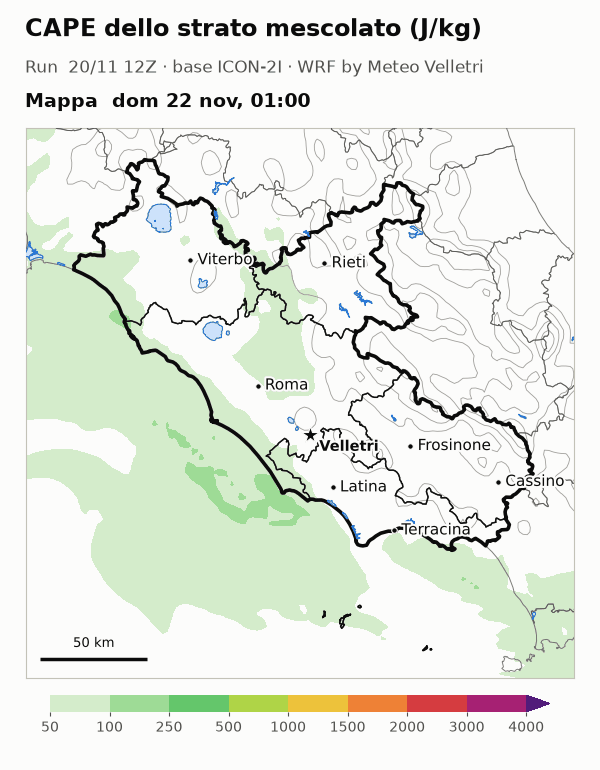 CAPE dello strato mescolato (J/kg)
Run  20/11 12Z · base ICON-2I · WRF by Meteo Velletri
Mappa  dom 22 nov, 01:00
Viterbo
Rieti
Roma
Velletri
Frosinone
Cassino
Latina
Terracina
50 km
50 100 250 500 1000 1500 2000 3000 4000